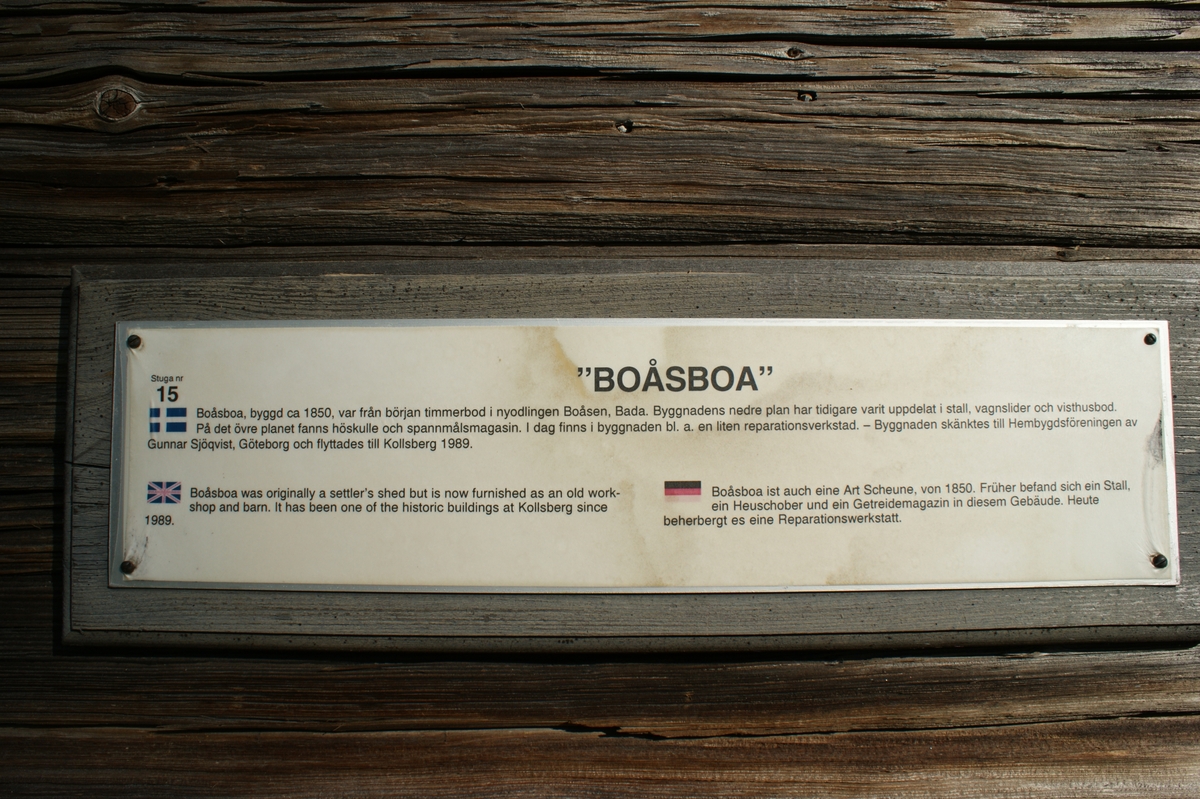 Stuga nr
15
”BOÅSBOA”
Boåsboa, byggd ca 1850, var från början timmerbod i nyodlingen Boåsen, Bada. Byggnadens nedre plan har tidigare varit uppdelat i stall, vagnslider och visthusbod.
På det övre planet fanns höskulle och spannmålsmagasin. I dag finns i byggnaden bl. a. en liten reparationsverkstad. – Byggnaden skänktes till Hembygdsföreningen av
Gunnar Sjöqvist, Göteborg och flyttades till Kollsberg 1989.
Boåsboa was originally a settler's shed but is now furnished as an old work-
shop and barn. It has been one of the historic buildings at Kollsberg since
1989.
Boåsboa ist auch eine Art Scheune, von 1850. Früher befand sich ein Stall,
ein Heuschober und ein Getreidemagazin in diesem Gebäude. Heute
beherbergt es eine Reparationswerkstatt.